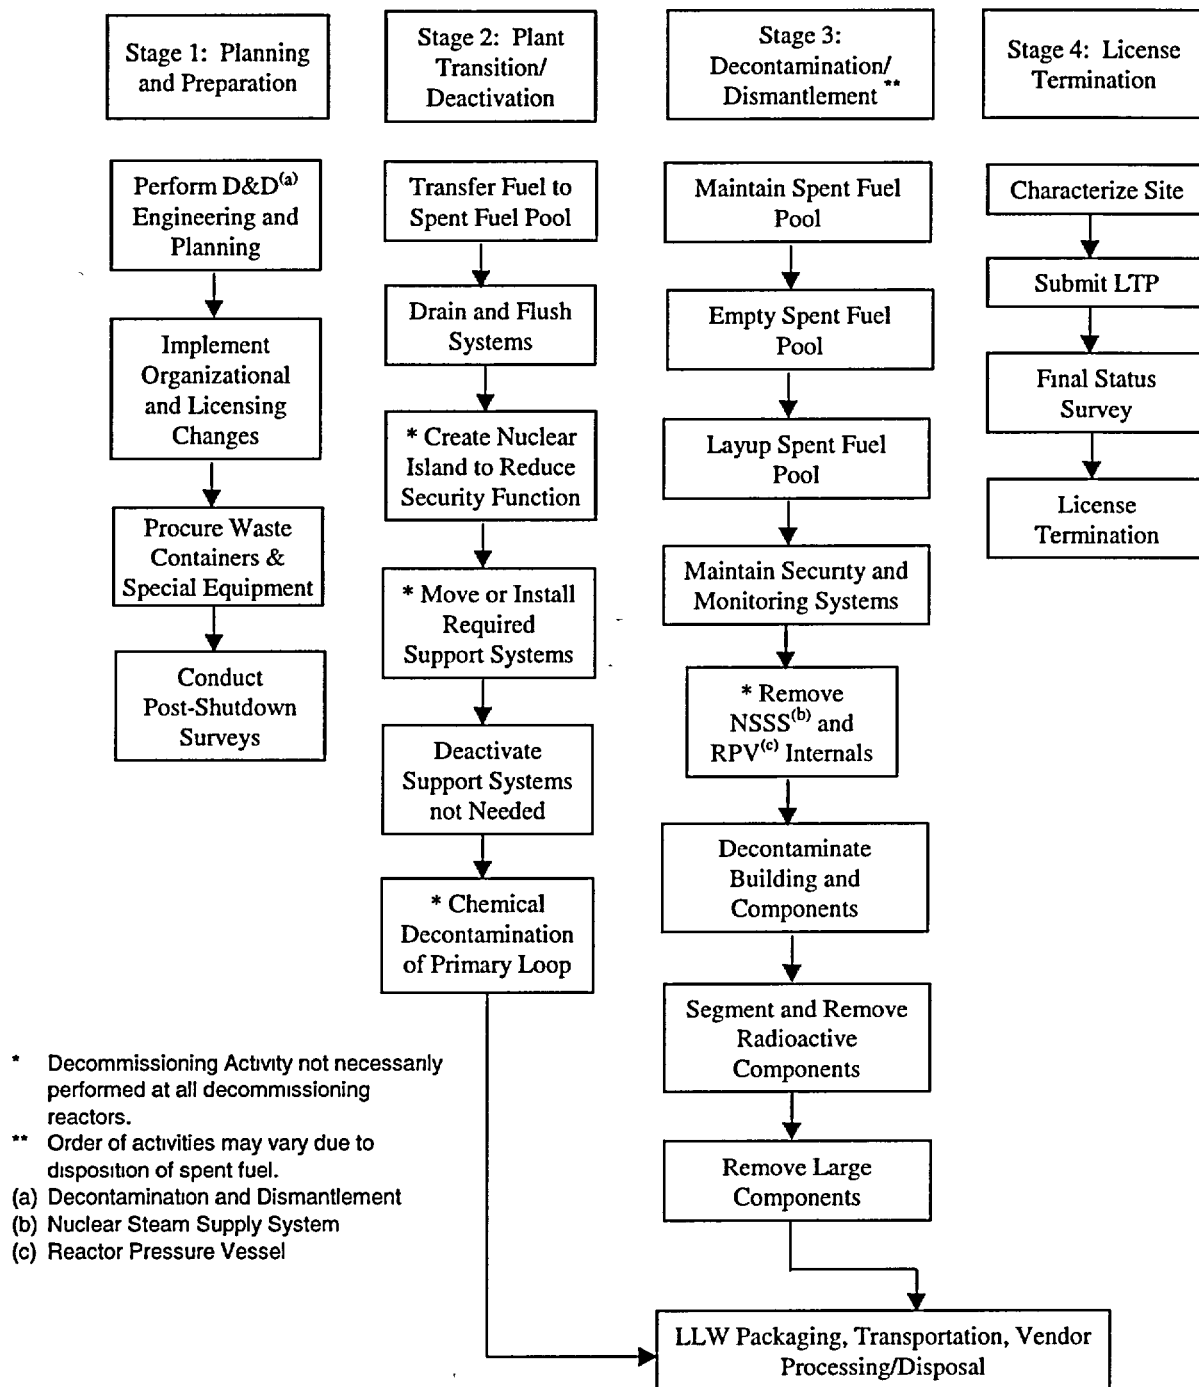 Stage 1: Planning
and Preparation
Stage 2: Plant
Transition/
Deactivation
Stage 3:
Decontamination/
Dismantlement **
Stage 4: License
Termination
Perform D&D(a)
Engineering and
Planning
Implement
Organizational
and Licensing
Changes
Procure Waste
Containers &
Special Equipment
Conduct
Post-Shutdown
Surveys
Transfer Fuel to
Spent Fuel Pool
Drain and Flush
Systems
* Create Nuclear
Island to Reduce
Security Function
* Move or Install
Required
Support Systems
Deactivate
Support Systems
not Needed
* Chemical
Decontamination
of Primary Loop
Maintain Spent Fuel
Pool
Empty Spent Fuel
Pool
Layup Spent Fuel
Pool
Maintain Security and
Monitoring Systems
* Remove
NSSS(b) and
RPV(c) Internals
Decontaminate
Building and
Components
Segment and Remove
Radioactive
Components
Remove Large
Components
LLW Packaging, Transportation, Vendor
Processing/Disposal
Characterize Site
Submit LTP
Final Status
Survey
License
Termination
* Decommissioning Activity not necessarily
performed at all decommissioning
reactors.
** Order of activities may vary due to
disposition of spent fuel.
(a) Decontamination and Dismantlement
(b) Nuclear Steam Supply System
(c) Reactor Pressure Vessel